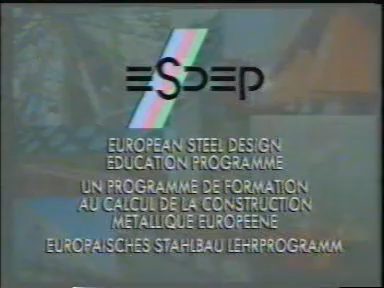 ESDEP
EUROPEAN STEEL DESIGN
EDUCATION PROGRAMME
UN PROGRAMME DE FORMATION
AU CALCUL DE LA CONSTRUCTION
METALLIQUE EUROPEENE
EUROPAISCHES STAHLBAU LEHRPROGRAMM